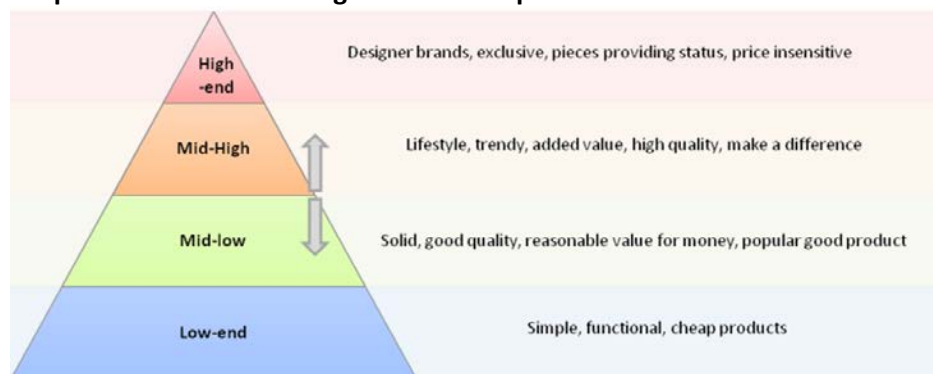 High
-end
Designer brands, exclusive, pieces providing status, price insensitive
Mid-High
Lifestyle, trendy, added value, high quality, make a difference
Mid-low
Solid, good quality, reasonable value for money, popular good product
Low-end
Simple, functional, cheap products